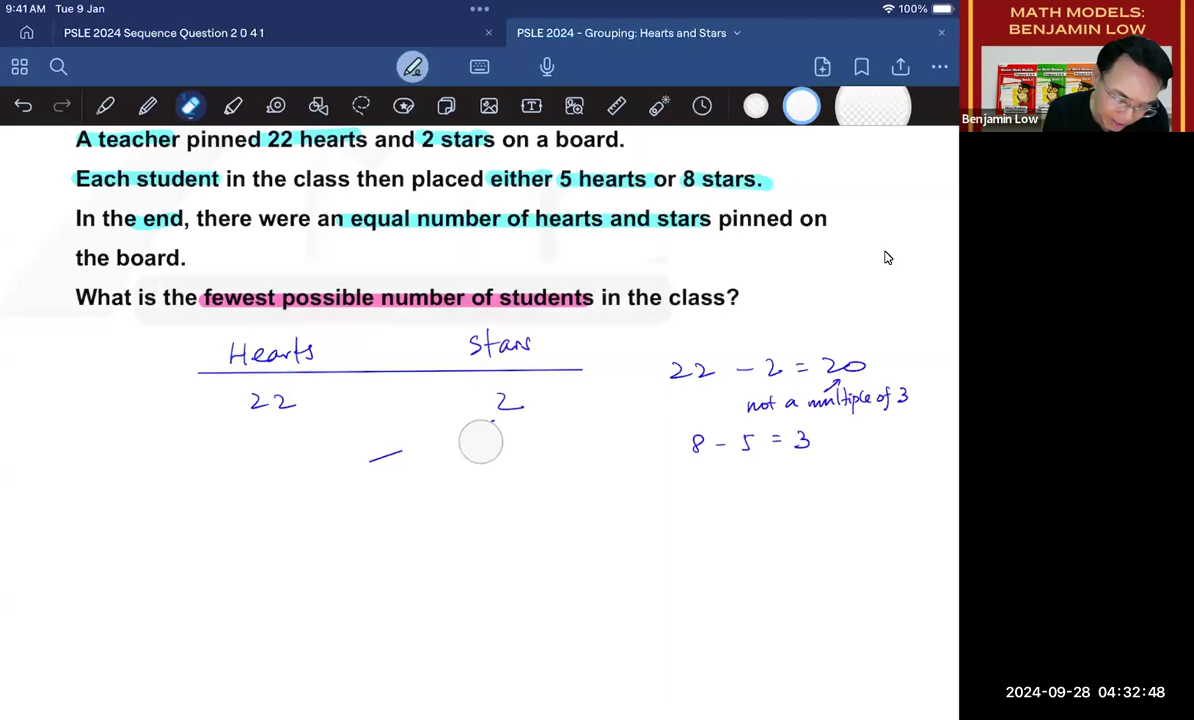 9:41 AM Tue 9 Jan
100%
PSLE 2024 Sequence Question 2 0 4 1
PSLE 2024 - Grouping: Hearts and Stars
MATH MODELS:
BENJAMIN LOW
Benjamin Low
A teacher pinned 22 hearts and 2 stars on a board.
Each student in the class then placed either 5 hearts or 8 stars.
In the end, there were an equal number of hearts and stars pinned on
the board.
What is the fewest possible number of students in the class?
Hearts Stars
22 2
22 - 2 = 20
not a multiple of 3
8 - 5 = 3
2024-09-28 04:32:48